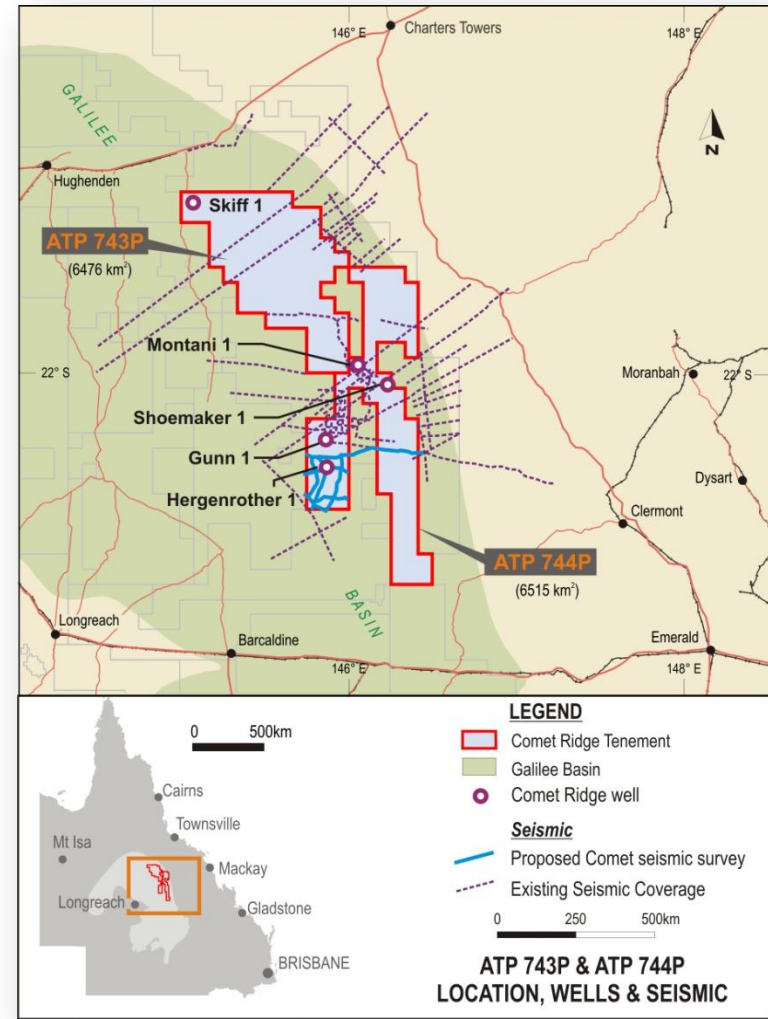 146° E
148° E
Charters Towers
GALILEE
N
Hughenden
Skiff 1
ATP 743P
(6476 km²)
Montani 1
22° S
Moranbah
22° S
Shoemaker 1
Gunn 1
Dysart
Hergenrother 1
Clermont
ATP 744P
(6515 km²)
BASIN
Longreach
Barcaldine
Emerald
146° E
148° E
0 500km
Cairns
Townsville
Mt Isa
Mackay
Longreach
Gladstone
BRISBANE
LEGEND
Comet Ridge Tenement
Galilee Basin
Comet Ridge well
Seismic
Proposed Comet seismic survey
Existing Seismic Coverage
0 250 500km
ATP 743P & ATP 744P
LOCATION, WELLS & SEISMIC